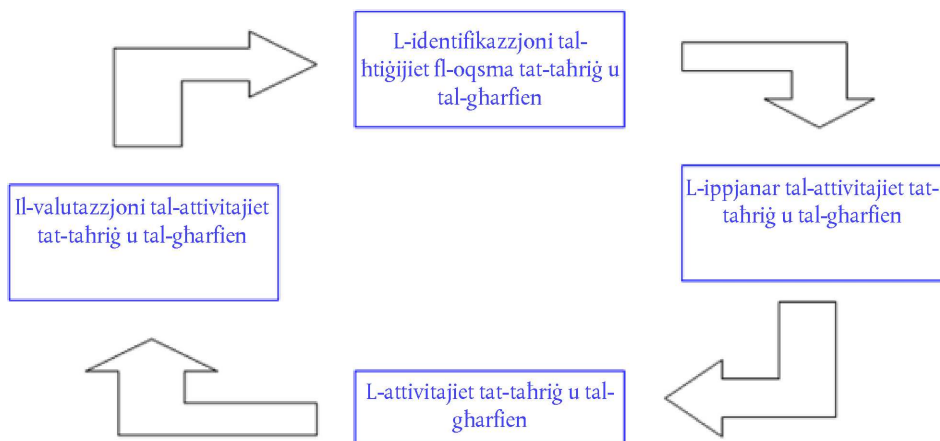 L-identifikazzjoni tal-
ħtiġijiet fl-oqsma tat-taħriġ u
tal-għarfien
L-ippjanar tal-attivitajiet tat-
taħriġ u tal-għarfien
L-attivitajiet tat-taħriġ u tal-
għarfien
Il-valutazzjoni tal-attivitajiet
tat-taħriġ u tal-għarfien